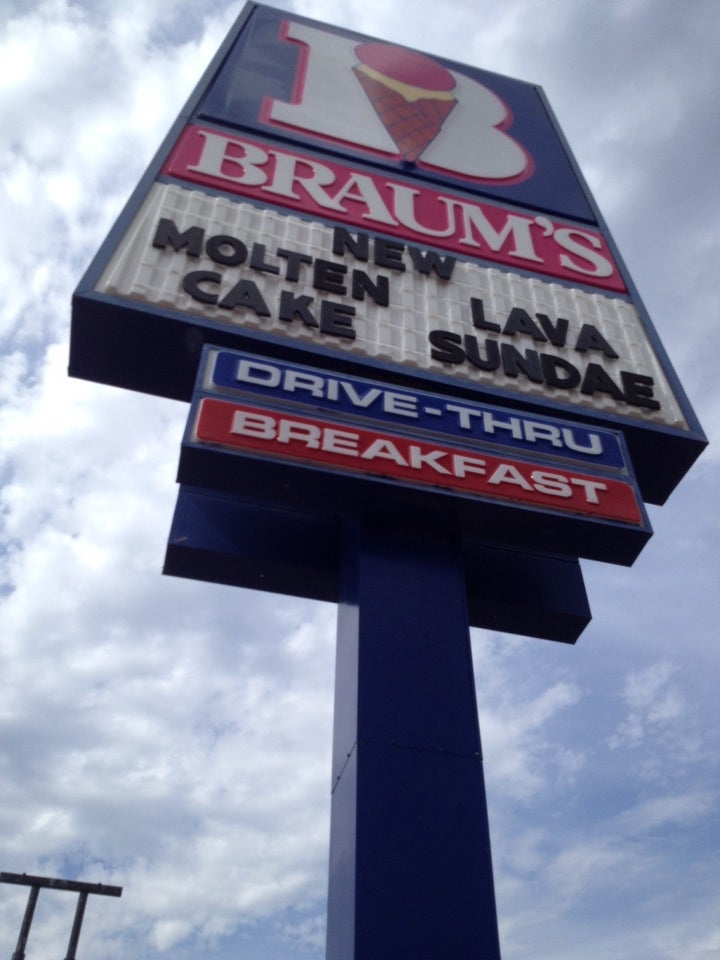 B
BRAUM'S
NEW
MOLTEN LAVA
CAKE SUNDAE
DRIVE-THRU
BREAKFAST